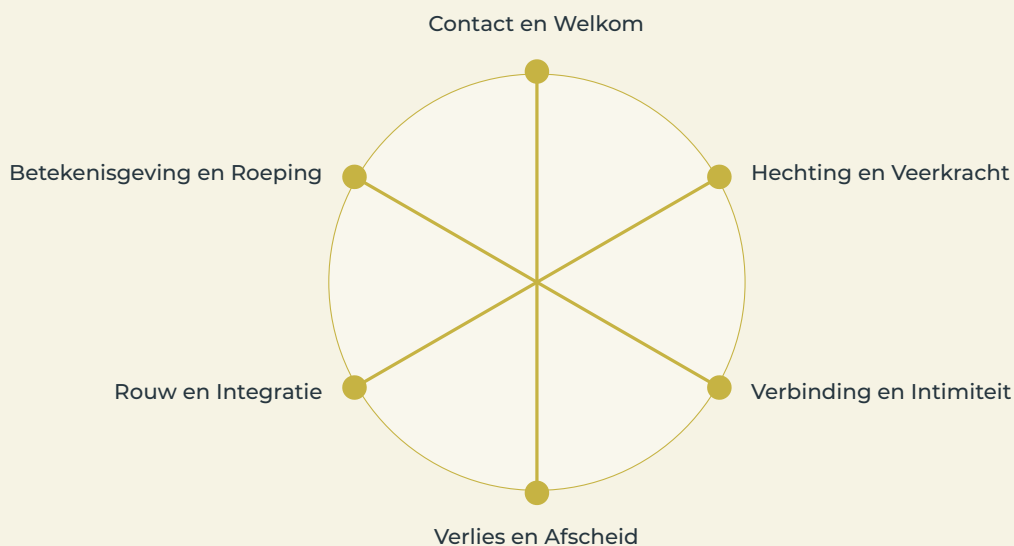 Contact en Welkom
Betekenisgeving en Roeping
Hechting en Veerkracht
Rouw en Integratie
Verbinding en Intimiteit
Verlies en Afscheid